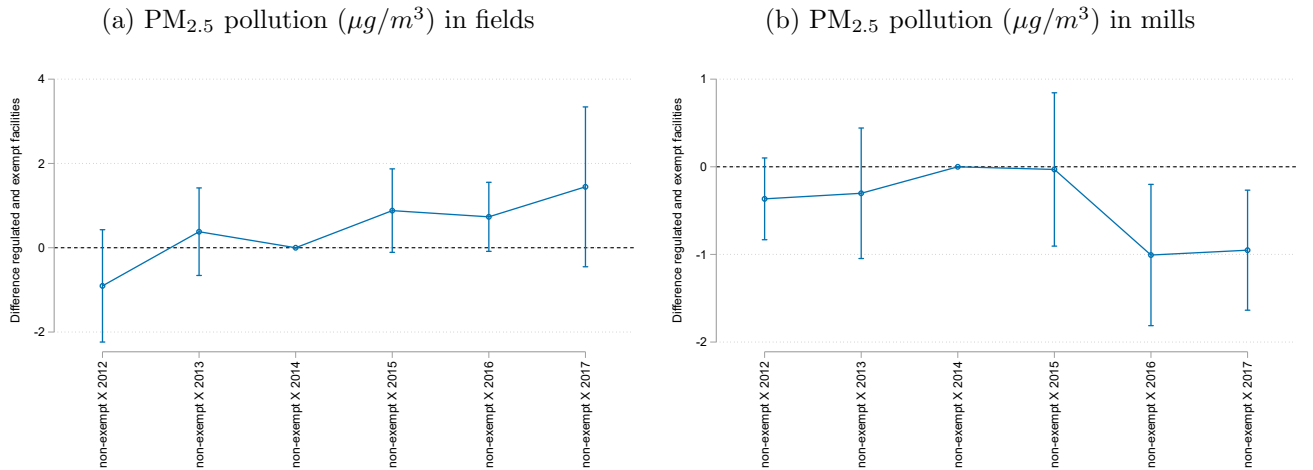 (a) PM2.5 pollution (μg/m3) in fields
Difference regulated and exempt facilities
4
2
0
-2
non-exempt X 2012
non-exempt X 2013
non-exempt X 2014
non-exempt X 2015
non-exempt X 2016
non-exempt X 2017
(b) PM2.5 pollution (μg/m3) in mills
Difference regulated and exempt facilities
1
0
-1
-2
non-exempt X 2012
non-exempt X 2013
non-exempt X 2014
non-exempt X 2015
non-exempt X 2016
non-exempt X 2017